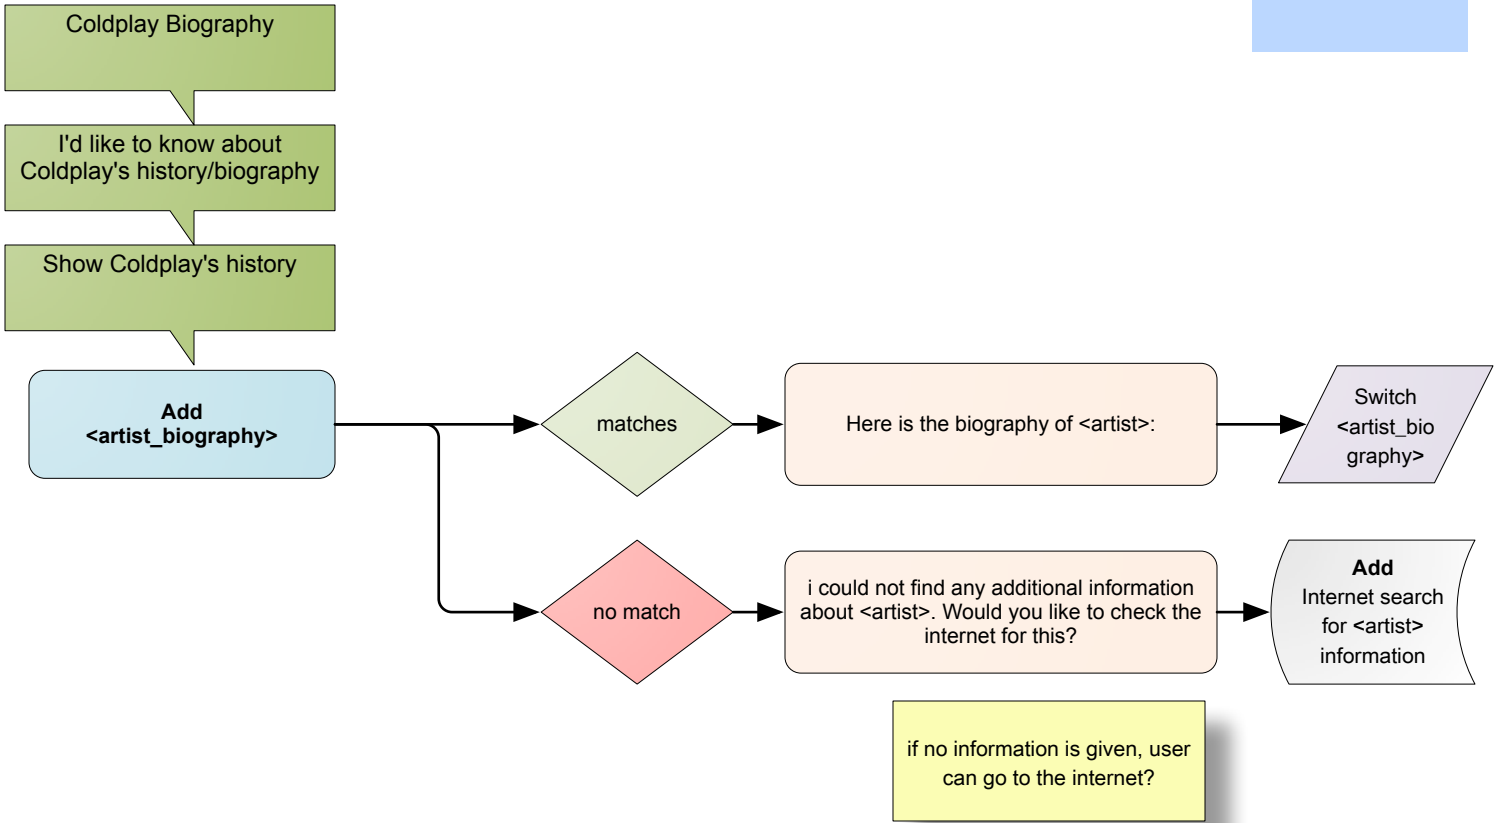 Coldplay Biography
I'd like to know about
Coldplay's history/biography
Show Coldplay's history
Add
<artist_biography>
matches
Here is the biography of <artist>:
Switch
<artist_bio
graphy>
no match
i could not find any additional information
about <artist>. Would you like to check the
internet for this?
Add
Internet search
for <artist>
information
if no information is given, user
can go to the internet?